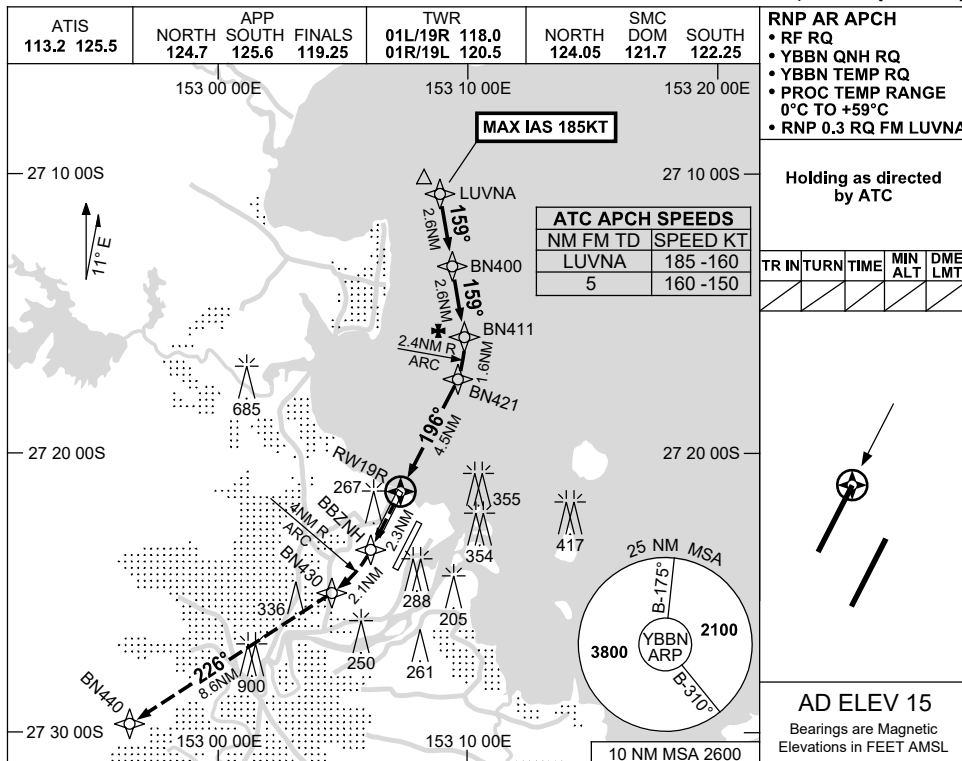 ATIS
113.2 125.5
APP
NORTH SOUTH FINALS
124.7 125.6 119.25
TWR
01L/19R 118.0
01R/19L 120.5
SMC
NORTH DOM SOUTH
124.05 121.7 122.25
RNP AR APCH
• RF RQ
• YBBN QNH RQ
• YBBN TEMP RQ
• PROC TEMP RANGE
0°C TO +59°C
• RNP 0.3 RQ FM LUVNA
Holding as directed
by ATC
TR IN TURN TIME MIN ALT DME LMT
153 00 00E
153 10 00E
153 20 00E
MAX IAS 185KT
27 10 00S
27 10 00S
LUVNA
11° E
159°
2.6NM
ATC APCH SPEEDS
NM FM TD SPEED KT
LUVNA 185 -160
5 160 -150
BN400
159°
2.6NM
BN411
2.4NM R
ARC
1.6NM
BN421
685
196°
4.5NM
27 20 00S
27 20 00S
RW19R
267
355
354
417
BBZNH
2.3NM
.4NM R
ARC
BN430
2.1NM
336
288
205
250
261
900
226°
8.6NM
BN440
25 NM MSA
B-175°
3800
YBBN
ARP
2100
B-310°
27 30 00S
153 00 00E
153 10 00E
10 NM MSA 2600
AD ELEV 15
Bearings are Magnetic
Elevations in FEET AMSL